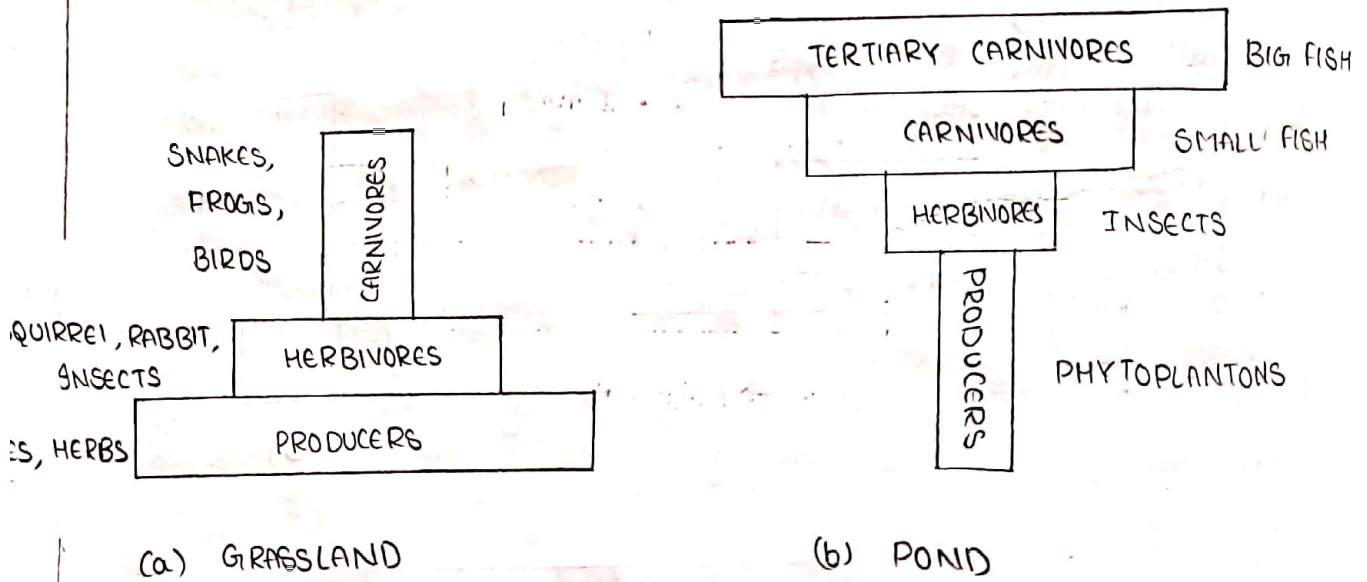 SNAKES,
FROGS,
BIRDS
CARNIVORES
QUIRREL, RABBIT,
INSECTS
HERBIVORES
ES, HERBS
PRODUCERS
(a) GRASSLAND
TERTIARY CARNIVORES
BIG FISH
CARNIVORES
SMALL FISH
HERBIVORES
INSECTS
PRODUCERS
PHYTOPLANTONS
(b) POND